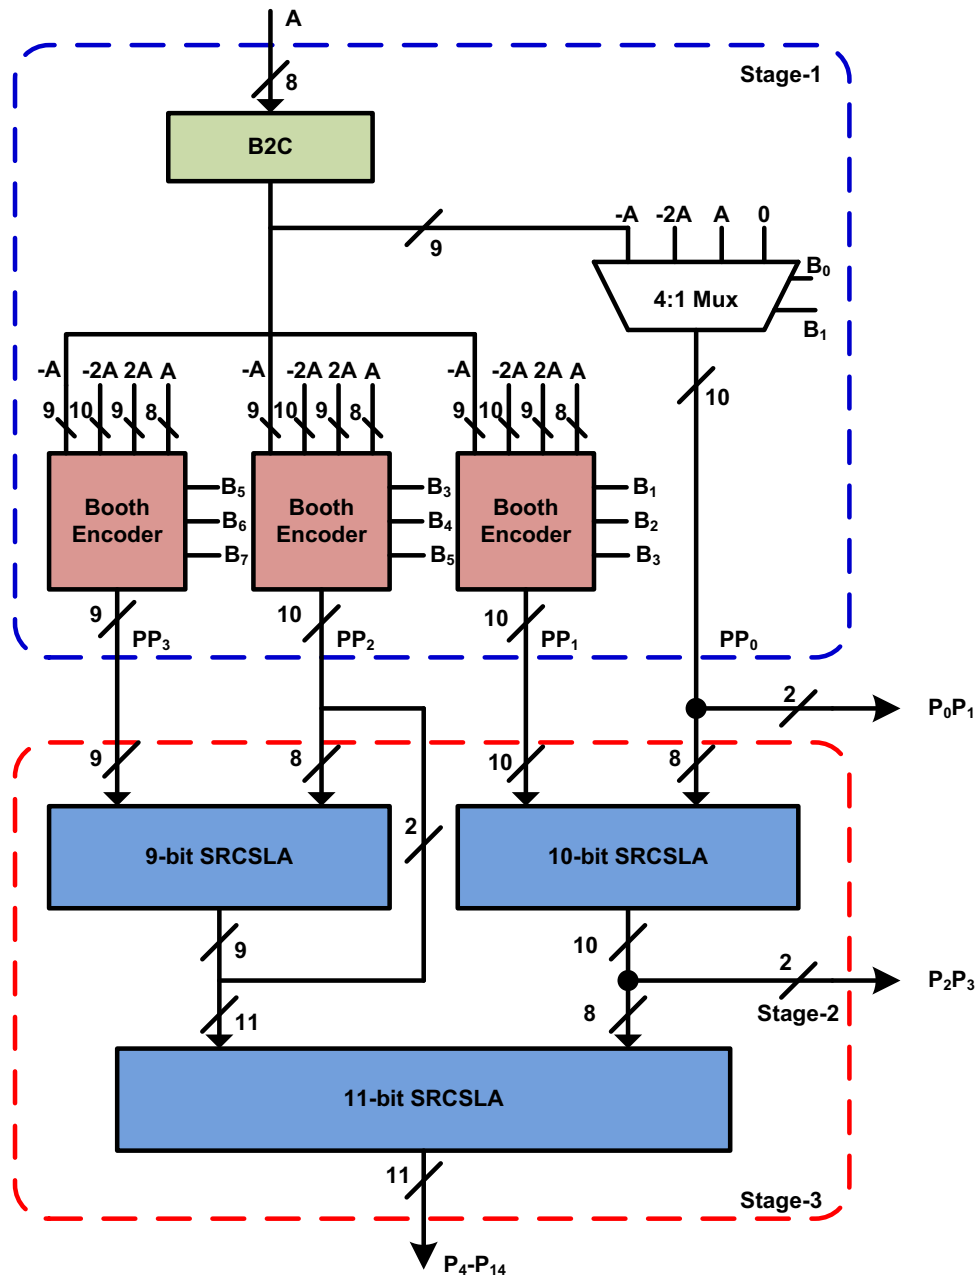 A
8
Stage-1
B2C
-A -2A A 0
9
B0
4:1 Mux
B1
10
-A -2A 2A A -A -2A 2A A -A -2A 2A A
9 10 9 8 9 10 9 8 9 10 9 8
Booth Encoder B5 B6 B7
Booth Encoder B3 B4 B5
Booth Encoder B1 B2 B3
9 10 10
PP3 PP2 PP1 PP0
2 P0P1
9 8 10 8
9-bit SRCSLA 2 10-bit SRCSLA
9 10
2 P2P3
11 8 Stage-2
11-bit SRCSLA
11
Stage-3
P4-P14